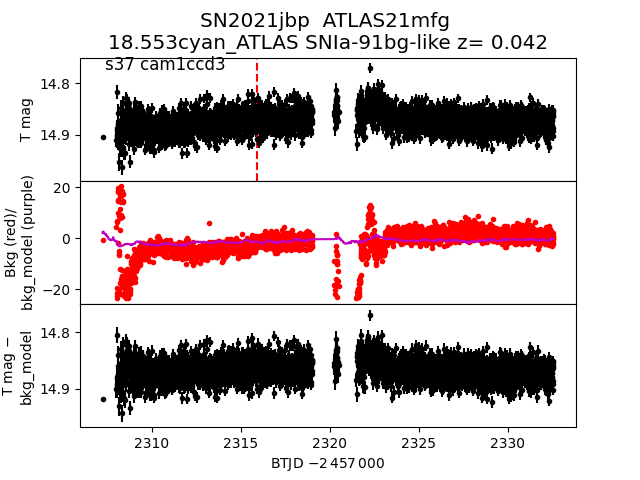 SN2021jbp  ATLAS21mfg
18.553cyan_ATLAS SNIa-91bg-like z= 0.042
s37 cam1ccd3
14.8
14.9
T mag
20
0
−20
Bkg (red)/
bkg_model (purple)
14.8
14.9
T mag −
bkg_model
2310
2315
2320
2325
2330
BTJD −2 457 000